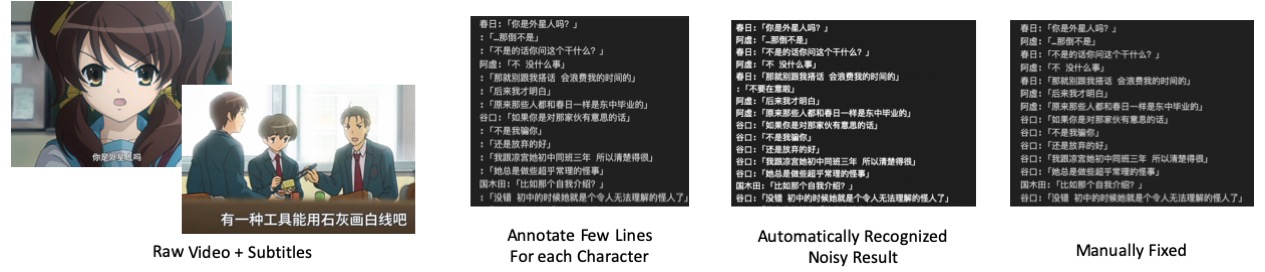 你是外星人吗
有一种工具能用石灰画白线吧
Raw Video + Subtitles
春日:「你是外星人吗? 」
:「…那倒不是」
:「不是的话你问这个干什么? 」
阿虚:「不 没什么事」
:「那就别跟我搭话 会浪费我的时间的」
:「后来我才明白」
:「原来那些人都和春日一样是东中毕业的」
谷口:「如果你是对那家伙有意思的话」
:「不是我骗你」
:「还是放弃的好」
:「我跟凉宫她初中同班三年 所以清楚得很」
:「她总是做些超乎常理的怪事」
国木田:「比如那个自我介绍? 」
:「没错 初中的时候她就是个令人无法理解的怪人了」
Annotate Few Lines
For each Character
春日:「你是外星人吗? 」
阿虚:「…那倒不是」
春日:「不是的话你问这个干什么? 」
阿虚:「不 没什么事」
春日:「那就别跟我搭话 会浪费我的时间的」
:「不要在意啦」
阿虚:「后来我才明白」
阿虚:「原来那些人都和春日一样是东中毕业的」
谷口:「如果你是对那家伙有意思的话」
谷口:「不是我骗你」
谷口:「还是放弃的好」
谷口:「我跟凉宫她初中同班三年 所以清楚得很」
谷口:「她总是做些超乎常理的怪事」
国木田:「比如那个自我介绍? 」
谷口:「没错 初中的时候她就是个令人无法理解的怪人了」
Automatically Recognized
Noisy Result
春日:「你是外星人吗? 」
阿虚:「…那倒不是」
春日:「不是的话你问这个干什么? 」
阿虚:「不 没什么事」
春日:「那就别跟我搭话 会浪费我的时间的」
阿虚:「后来我才明白」
阿虚:「原来那些人都和春日一样是东中毕业的」
谷口:「如果你是对那家伙有意思的话」
谷口:「不是我骗你」
谷口:「还是放弃的好」
谷口:「我跟凉宫她初中同班三年 所以清楚得很」
谷口:「她总是做些超乎常理的怪事」
国木田:「比如那个自我介绍? 」
谷口:「没错 初中的时候她就是个令人无法理解的怪人了」
Manually Fixed